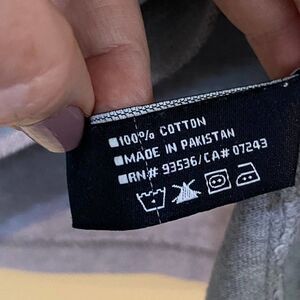 100% COTTON
MADE IN PAKISTAN
RN# 93536/CA# 07243